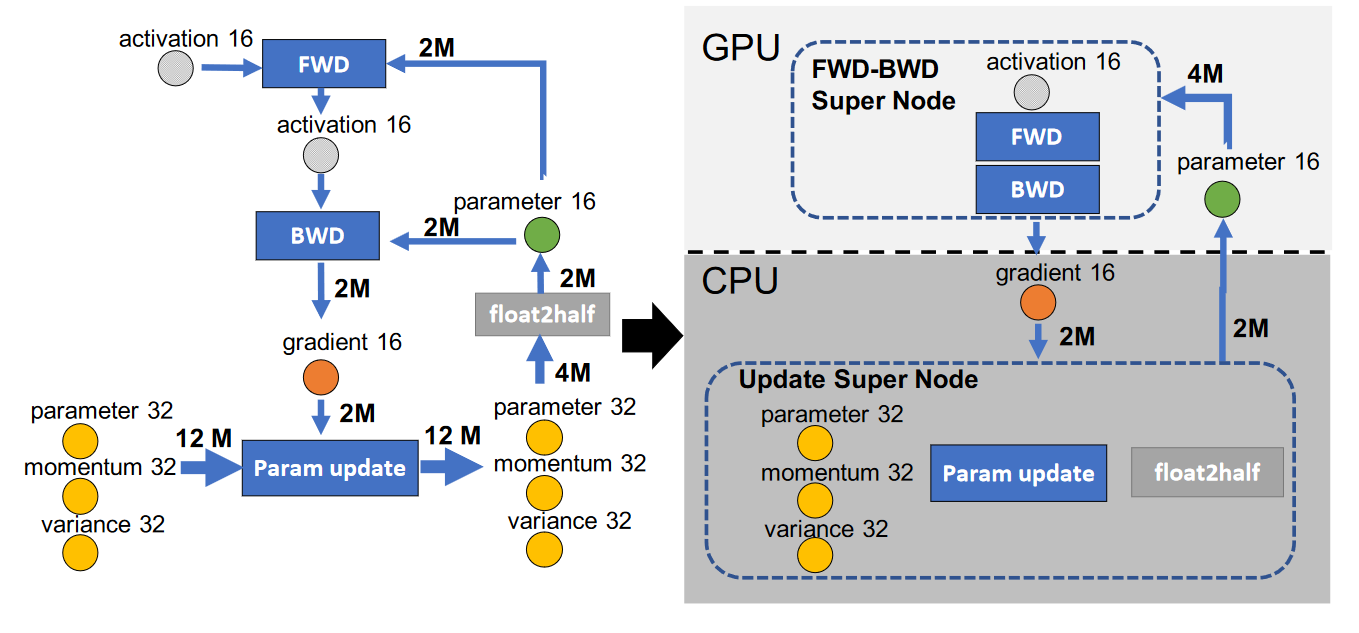 activation 16
FWD
2M
activation 16
BWD
parameter 16
2M
2M
2M
float2half
gradient 16
4M
2M
parameter 32
momentum 32
variance 32
12 M
Param update
12 M
parameter 32
momentum 32
variance 32
GPU
FWD-BWD
Super Node
activation 16
FWD
BWD
4M
parameter 16
CPU
gradient 16
2M
2M
Update Super Node
parameter 32
momentum 32
variance 32
Param update
float2half